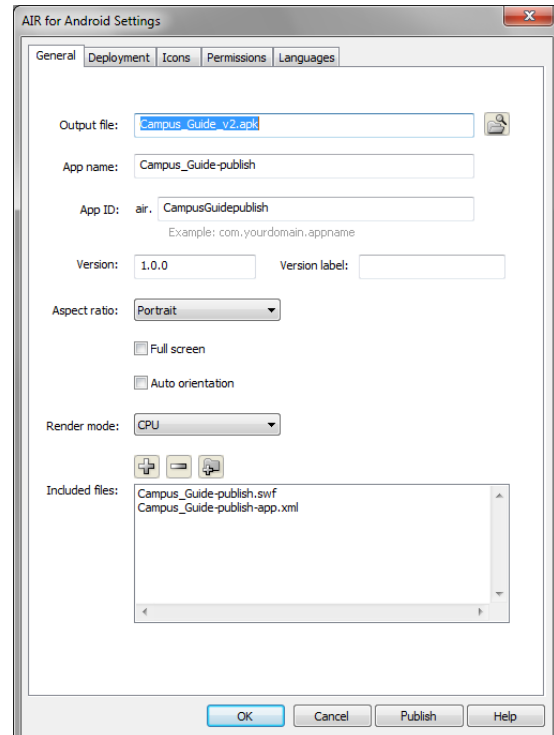 AIR for Android Settings
General Deployment Icons Permissions Languages
Output file: Campus_Guide_v2.apk
App name: Campus_Guide-publish
App ID: air. CampusGuidepublish
Example: com.yourdomain.appname
Version: 1.0.0 Version label:
Aspect ratio: Portrait
Full screen
Auto orientation
Render mode: CPU
Included files: Campus_Guide-publish.swf
Campus_Guide-publish-app.xml
OK Cancel Publish Help